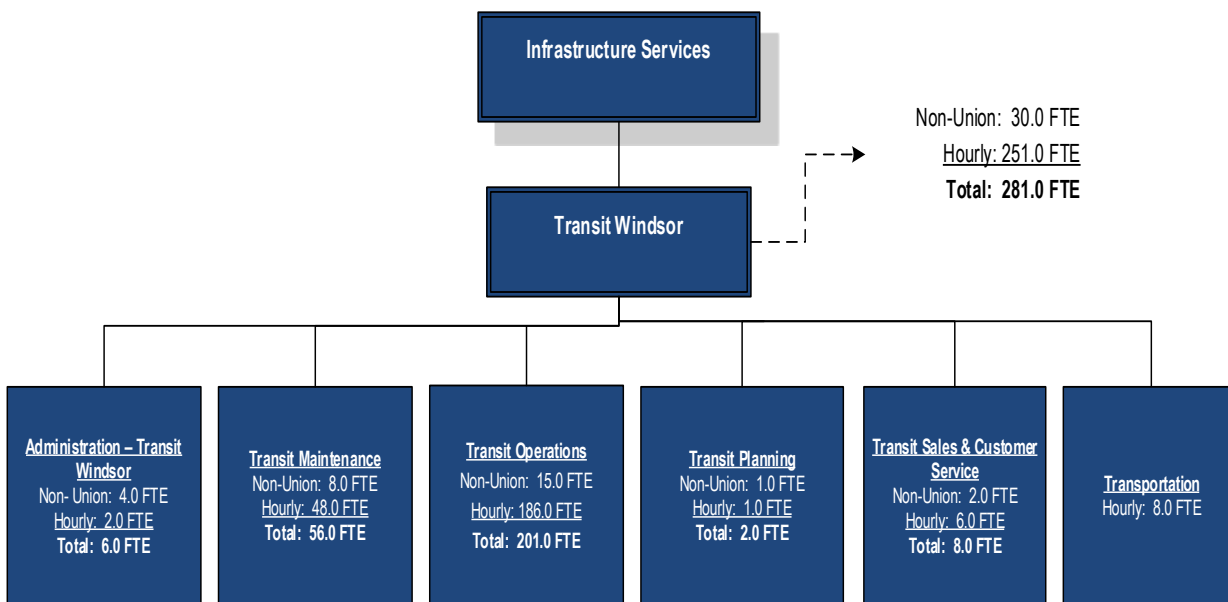 Infrastructure Services
Non-Union: 30.0 FTE
Hourly: 251.0 FTE
Total: 281.0 FTE
Transit Windsor
Administration – Transit
Windsor
Non- Union: 4.0 FTE
Hourly: 2.0 FTE
Total: 6.0 FTE
Transit Maintenance
Non-Union: 8.0 FTE
Hourly: 48.0 FTE
Total: 56.0 FTE
Transit Operations
Non-Union: 15.0 FTE
Hourly: 186.0 FTE
Total: 201.0 FTE
Transit Planning
Non-Union: 1.0 FTE
Hourly: 1.0 FTE
Total: 2.0 FTE
Transit Sales & Customer
Service
Non-Union: 2.0 FTE
Hourly: 6.0 FTE
Total: 8.0 FTE
Transportation
Hourly: 8.0 FTE